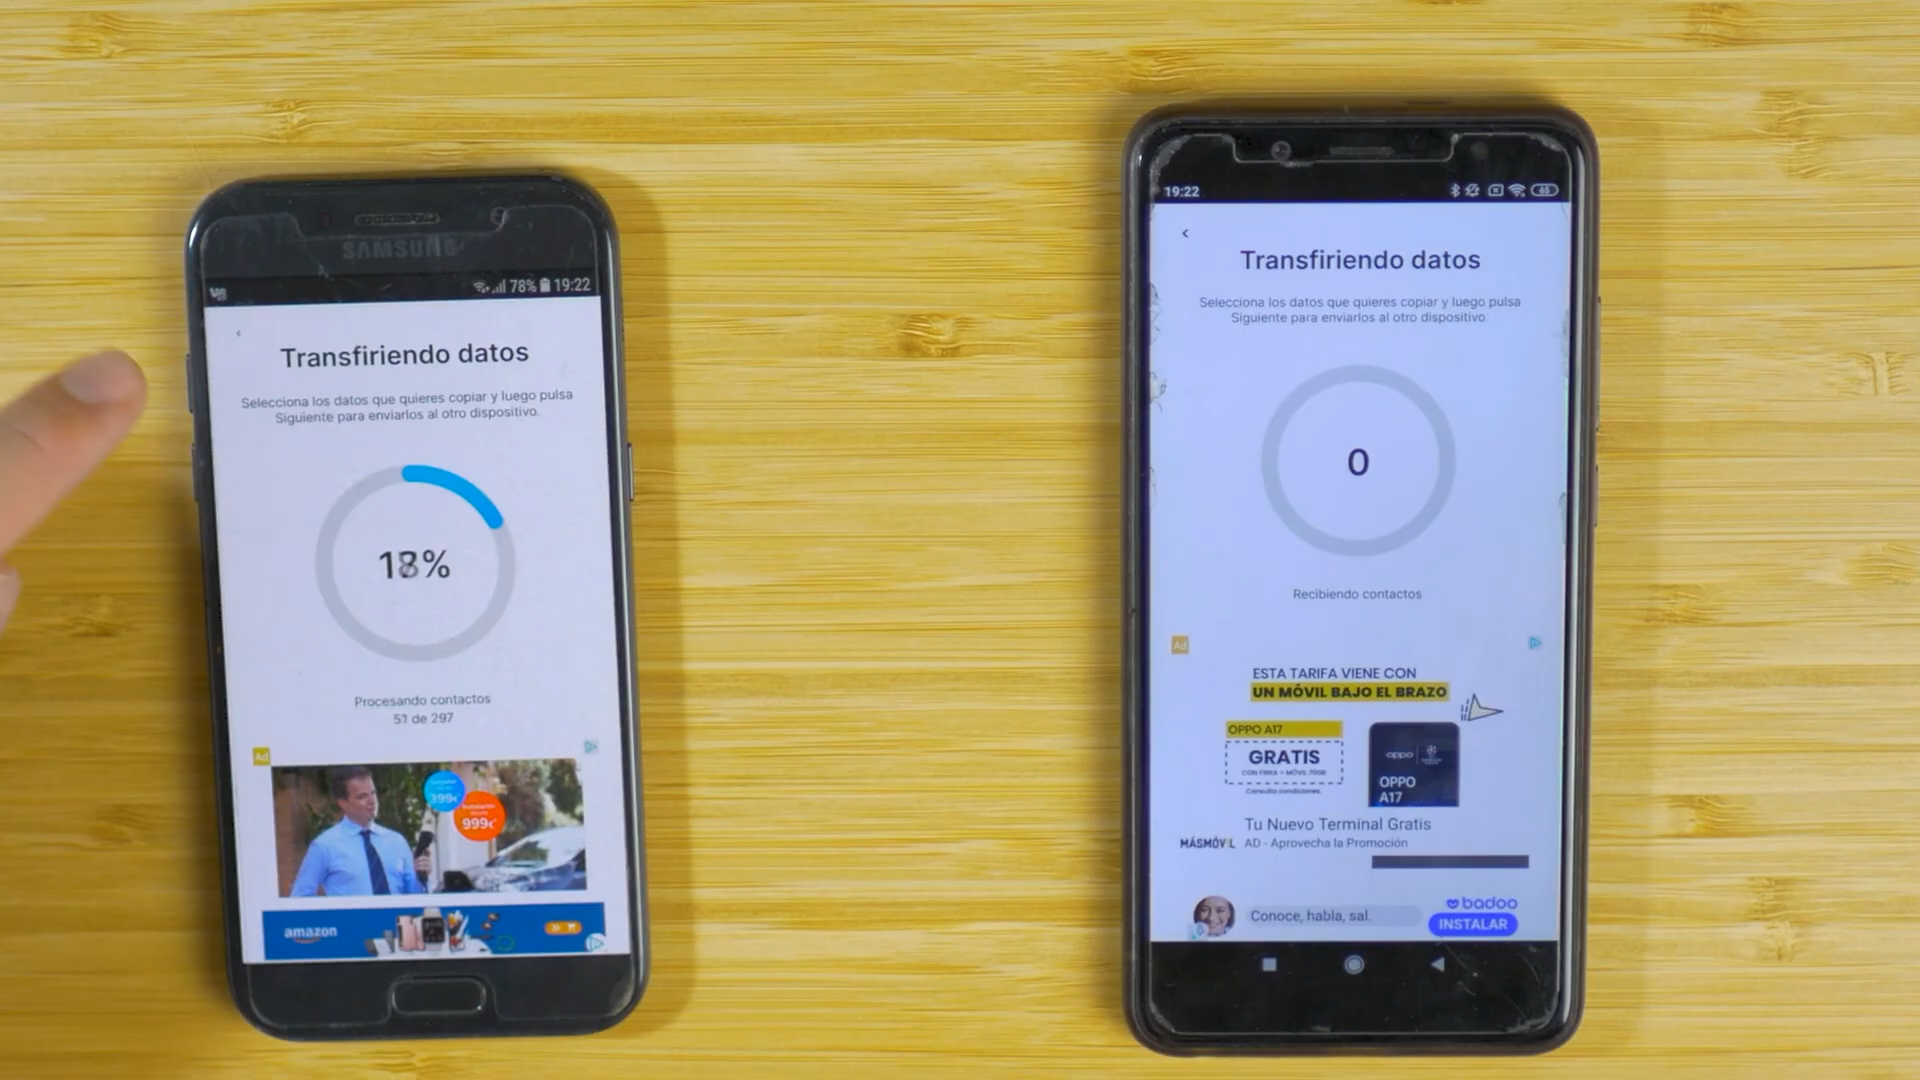 SAMSUNG
78% 19:22
Transfiriendo datos
Selecciona los datos que quieres copiar y luego pulsa
Siguiente para enviarlos al otro dispositivo.
Procesando contactos
de 297
Ad
399€
999€
amazon
19:22
65
Transfiriendo datos
Selecciona los datos que quieres copiar y luego pulsa
Siguiente para enviarlos al otro dispositivo
0
Recibiendo contactos
Ad
ESTA TARIFA VIENE CON
UN MÓVIL BAJO EL BRAZO
OPPO A17
GRATIS
CON FIBRA + MÓVIL 70GB
Consulta condiciones.
oppo
OPPO
A17
Tu Nuevo Terminal Gratis
MÁSMÓVIL AD - Aprovecha la Promoción
badoo
Conoce, habla, sal.
INSTALAR